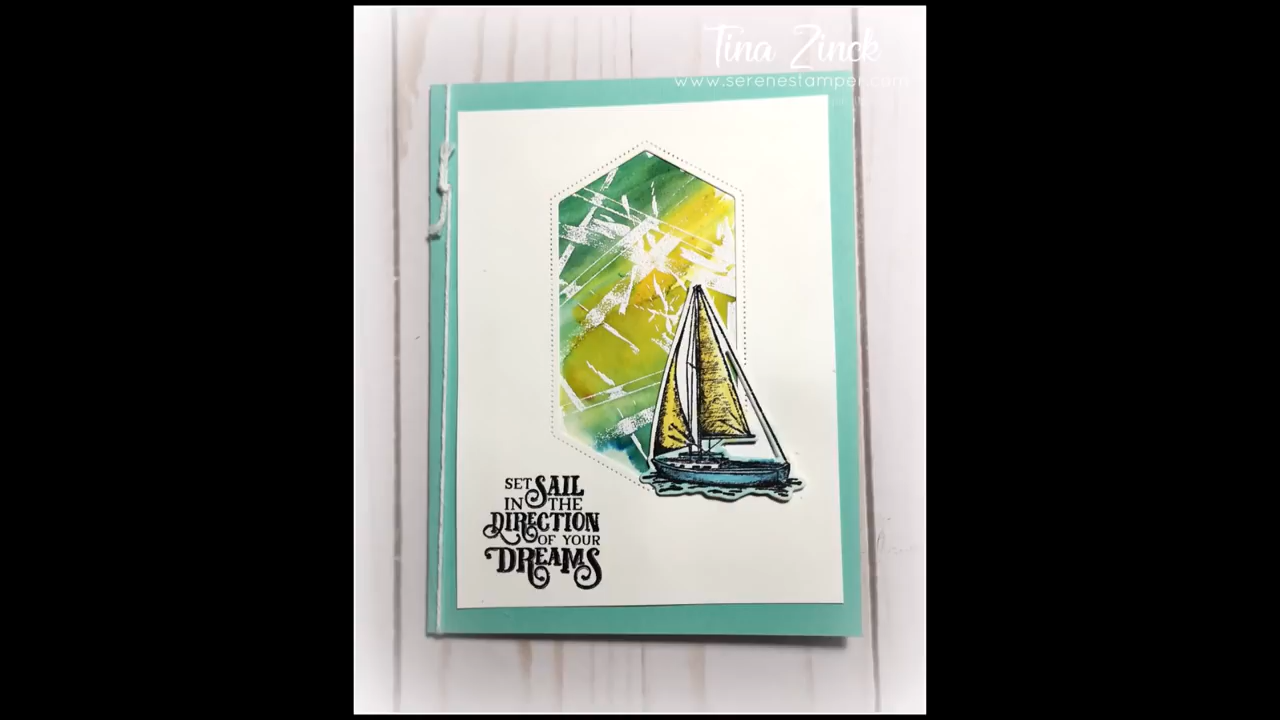 Tina Zinck
www.serenestamper.com
SET SAIL
IN THE
DIRECTION
OF YOUR
DREAMS